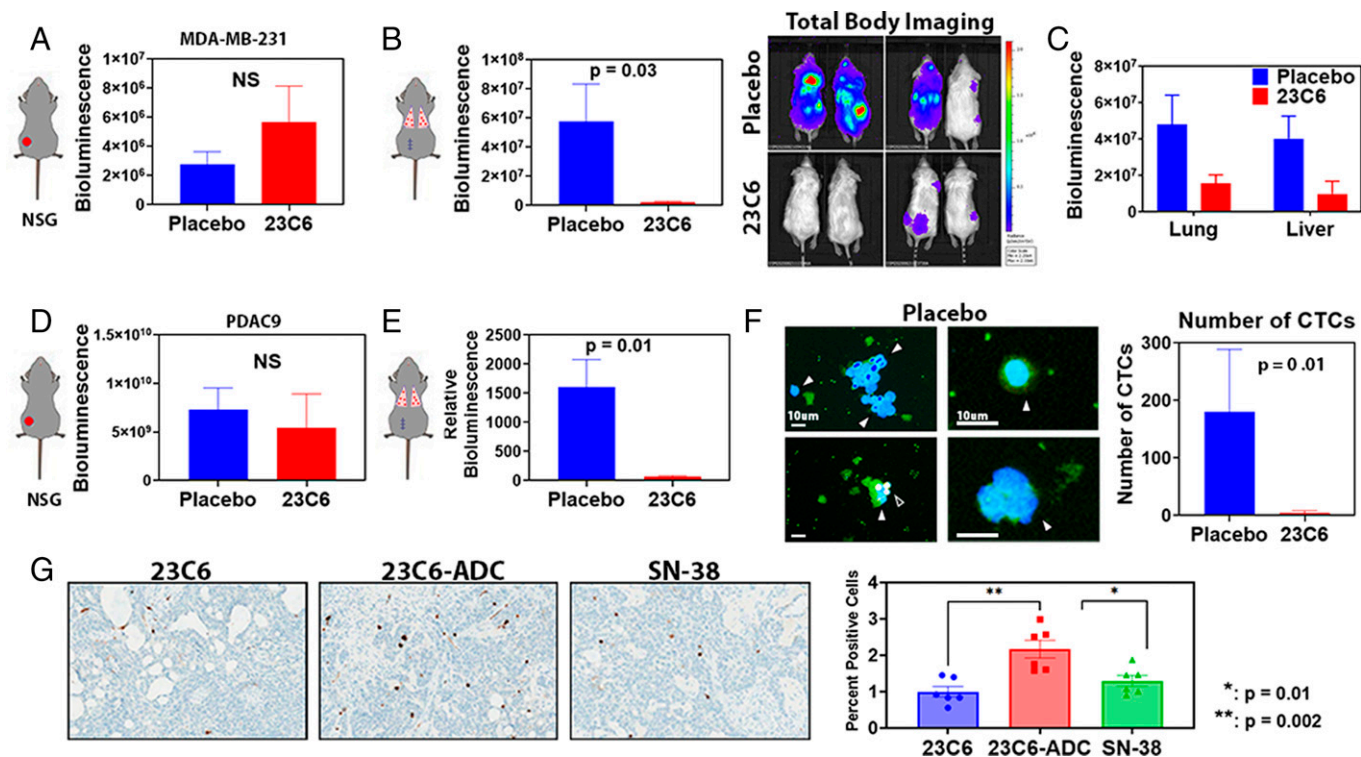 A
MDA-MB-231
Bioluminescence
1×10⁷
8×10⁶
6×10⁶
4×10⁶
2×10⁶
0
NS
Placebo
23C6
NSG
B
Bioluminescence
1×10⁸
8×10⁷
6×10⁷
4×10⁷
2×10⁷
0
p = 0.03
Placebo
23C6
Total Body Imaging
Placebo
23C6
C
Bioluminescence
8×10⁷
6×10⁷
4×10⁷
2×10⁷
0
Placebo
23C6
Lung
Liver
D
PDAC9
Bioluminescence
1.5×10¹⁰
1×10¹⁰
5×10⁹
0
NS
Placebo
23C6
NSG
E
Relative
Bioluminescence
2500
2000
1500
1000
500
0
p = 0.01
Placebo
23C6
F
Placebo
10um
10um
Number of CTCs
Number of CTCs
300
200
100
0
p = 0.01
Placebo
23C6
G
23C6
23C6-ADC
SN-38
Percent Positive Cells
4
3
2
1
0
**
*
23C6
23C6-ADC
SN-38
*: p = 0.01
**: p = 0.002